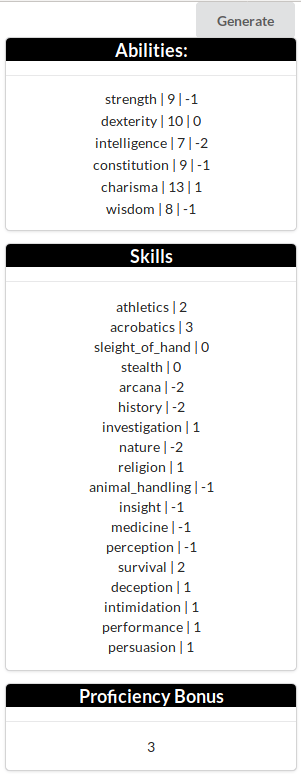 Generate
Abilities:
strength | 9 | -1
dexterity | 10 | 0
intelligence | 7 | -2
constitution | 9 | -1
charisma | 13 | 1
wisdom | 8 | -1
Skills
athletics | 2
acrobatics | 3
sleight_of_hand | 0
stealth | 0
arcana | -2
history | -2
investigation | 1
nature | -2
religion | 1
animal_handling | -1
insight | -1
medicine | -1
perception | -1
survival | 2
deception | 1
intimidation | 1
performance | 1
persuasion | 1
Proficiency Bonus
3